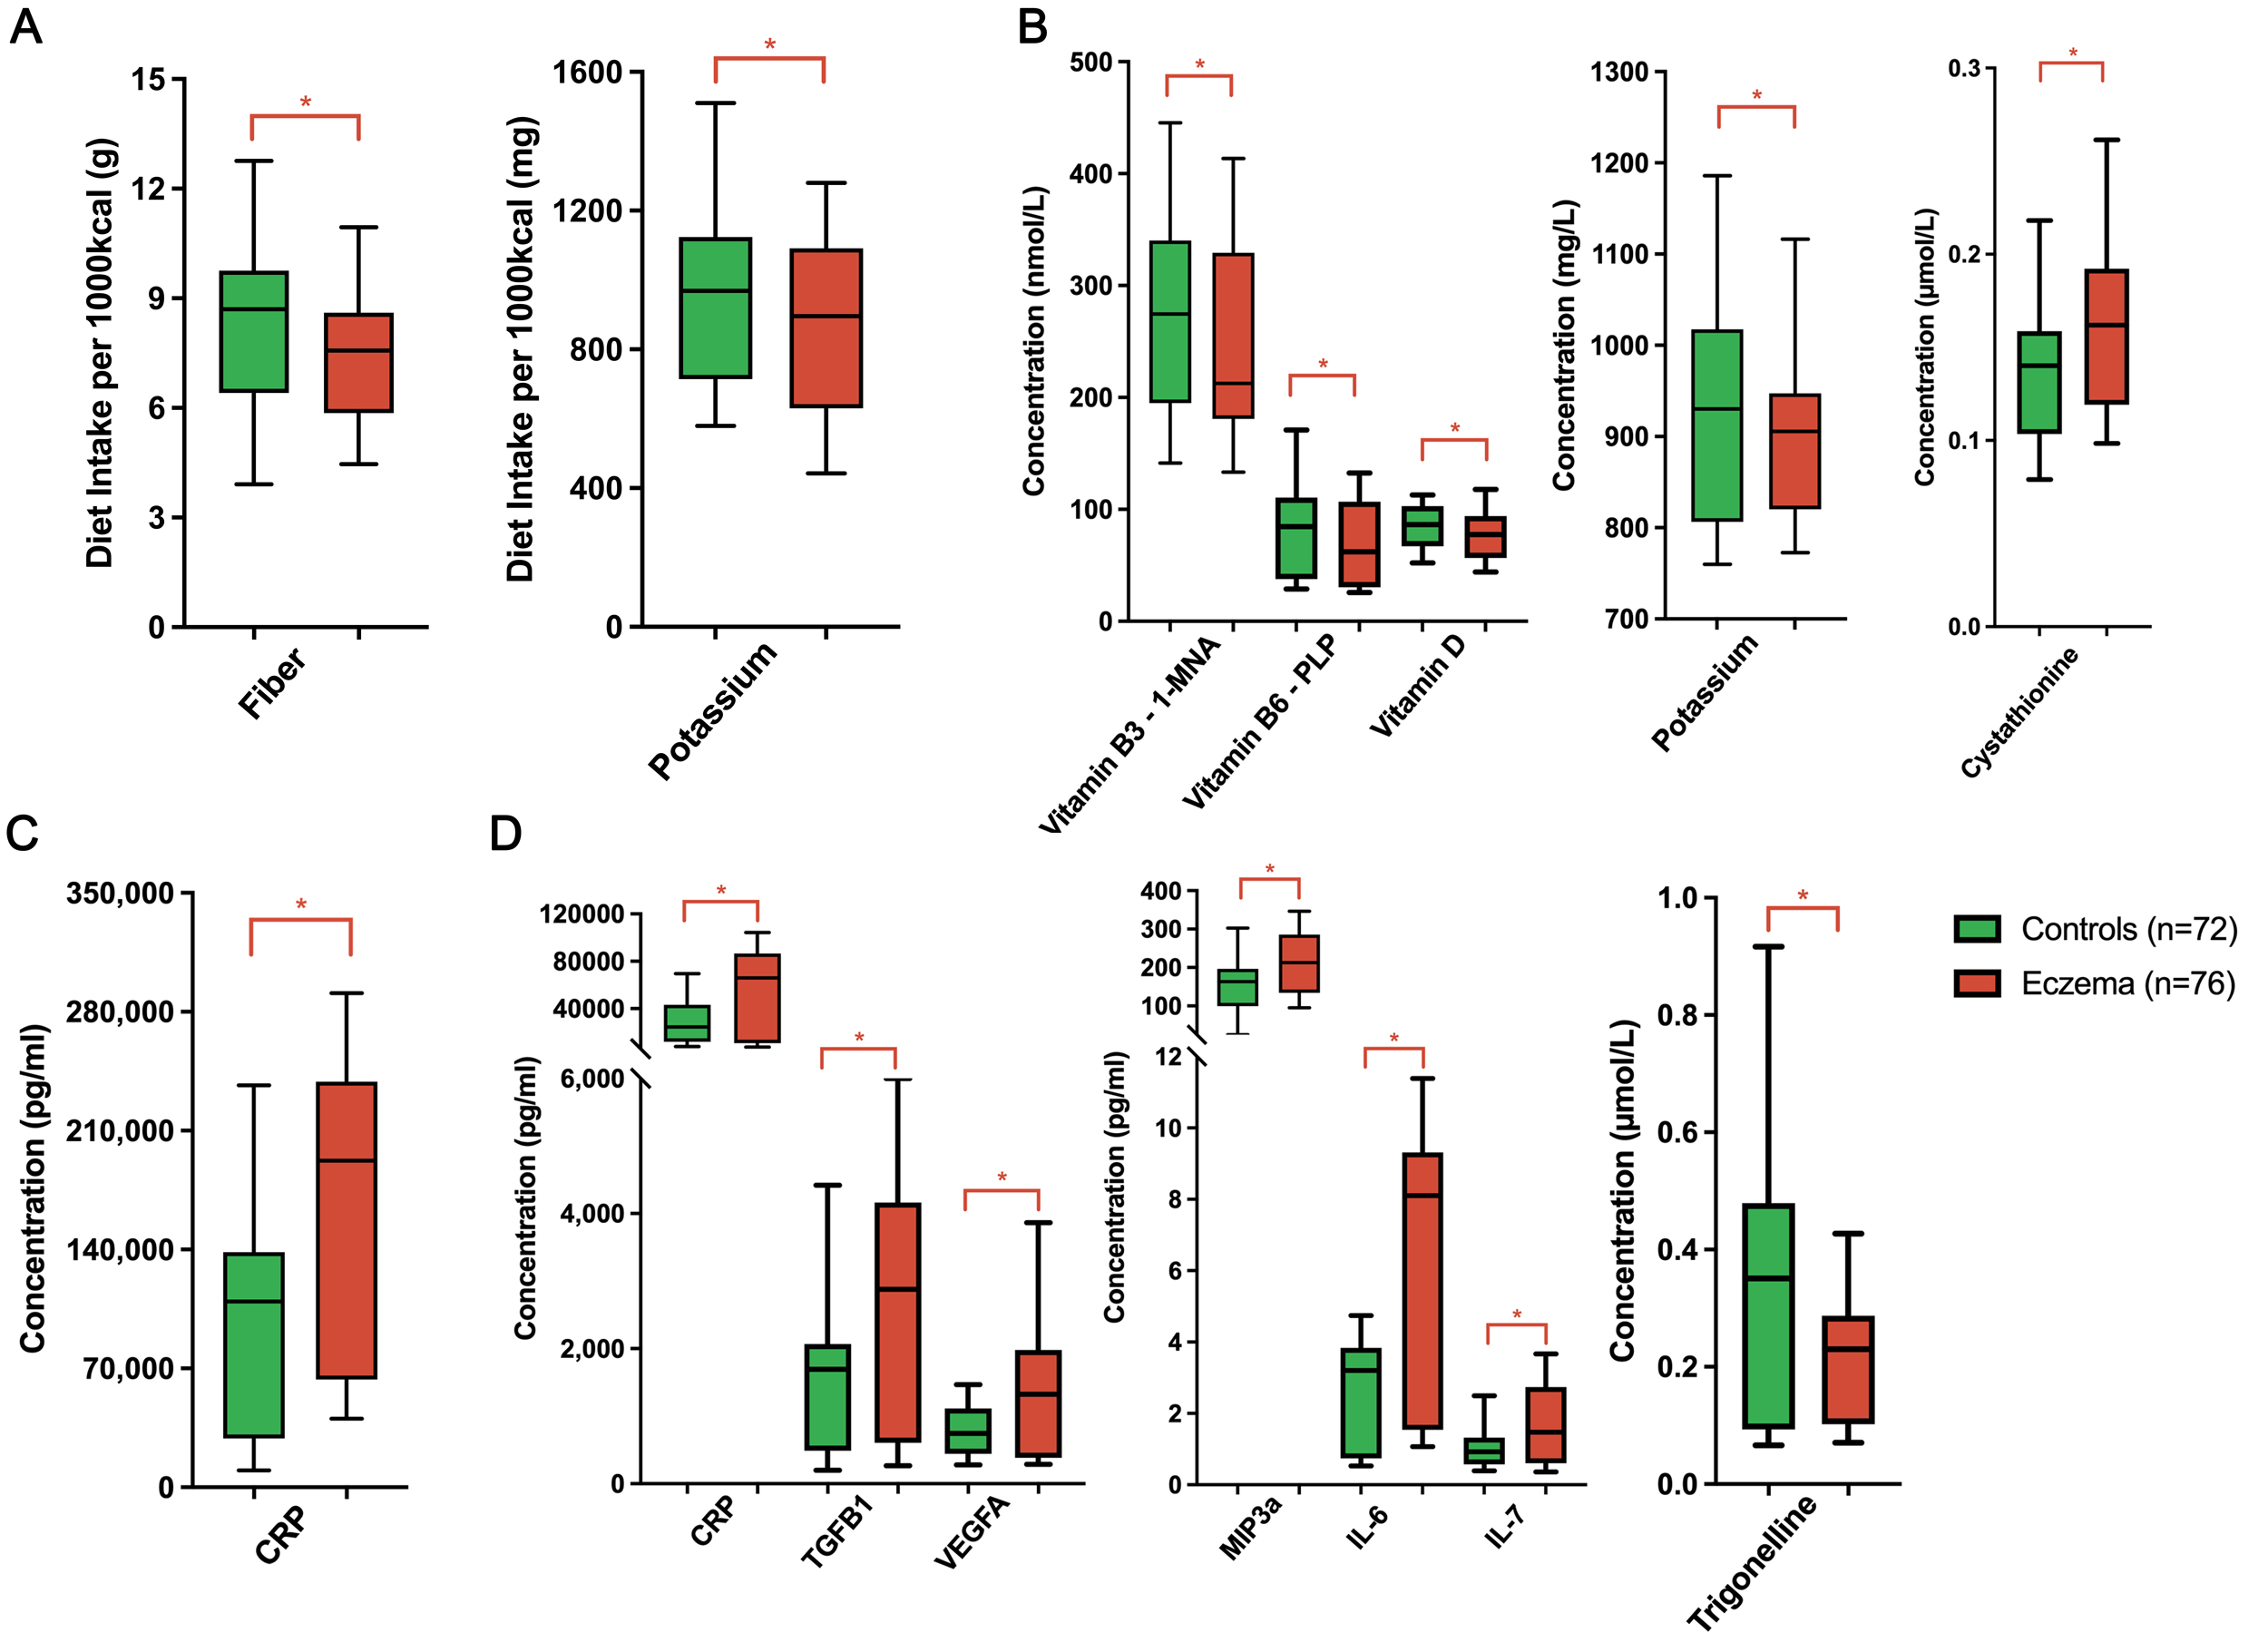 A
Diet Intake per 1000kcal (g)
15
12
9
6
3
0
*
Fiber
Diet Intake per 1000kcal (mg)
1600
1200
800
400
0
*
Potassium
B
Concentration (nmol/L)
500
400
300
200
100
0
*
*
*
Vitamin B3 - 1-MNA
Vitamin B6 - PLP
Vitamin D
Concentration (mg/L)
1300
1200
1100
1000
900
800
700
*
Potassium
Concentration (µmol/L)
0.3
0.2
0.1
0.0
*
Cystathionine
C
Concentration (pg/ml)
350,000
280,000
210,000
140,000
70,000
0
*
CRP
D
Concentration (pg/ml)
120000
80000
40000
6,000
4,000
2,000
0
*
*
*
CRP
TGFB1
VEGFA
Concentration (pg/ml)
400
300
200
100
12
10
8
6
4
2
0
*
*
*
MIP3a
IL-6
IL-7
Concentration (µmol/L)
1.0
0.8
0.6
0.4
0.2
0.0
*
Trigonelline
Controls (n=72)
Eczema (n=76)